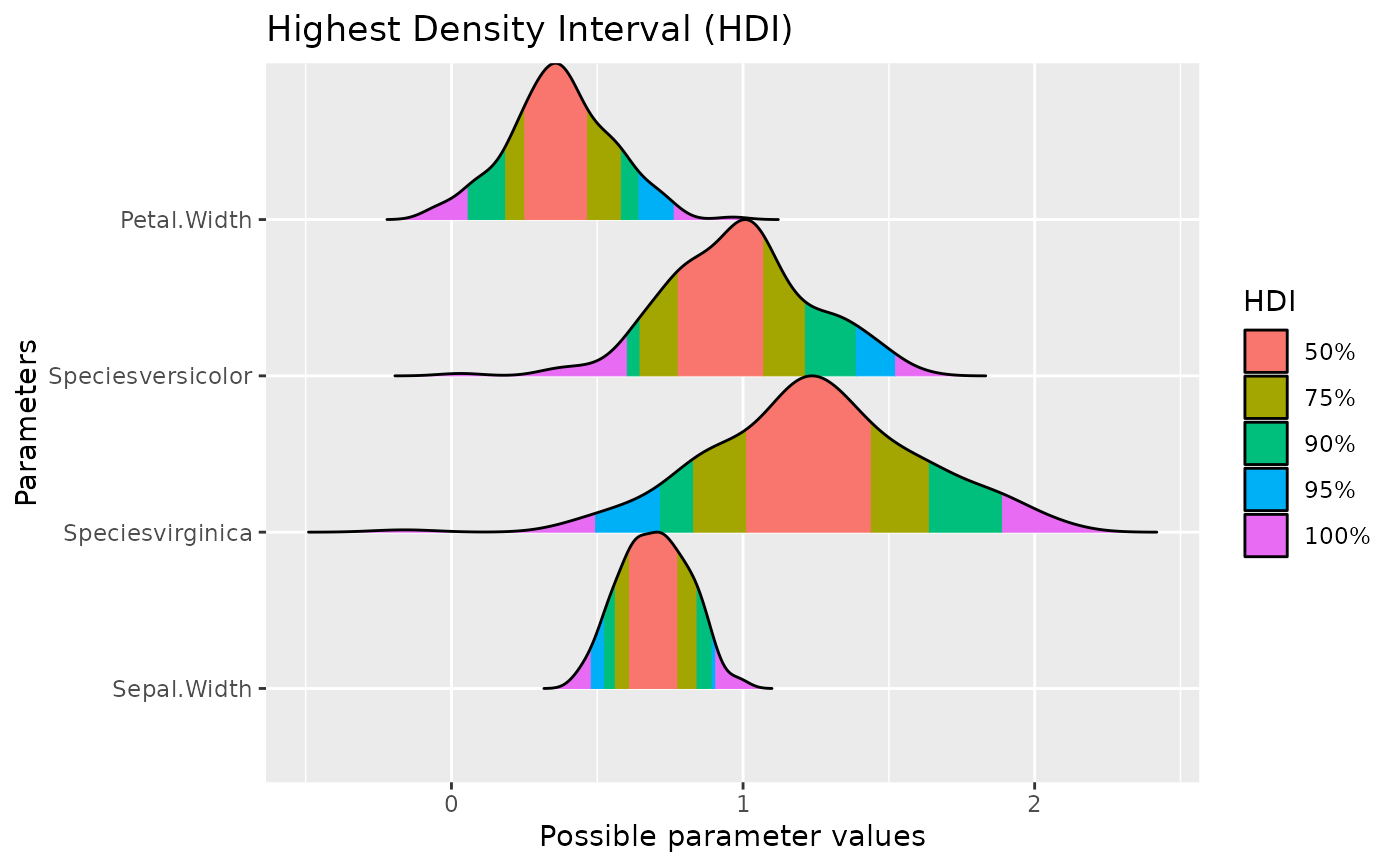 Highest Density Interval (HDI)
Parameters
Petal.Width
Speciesversicolor
Speciesvirginica
Sepal.Width
0 1 2
Possible parameter values
HDI
50%
75%
90%
95%
100%